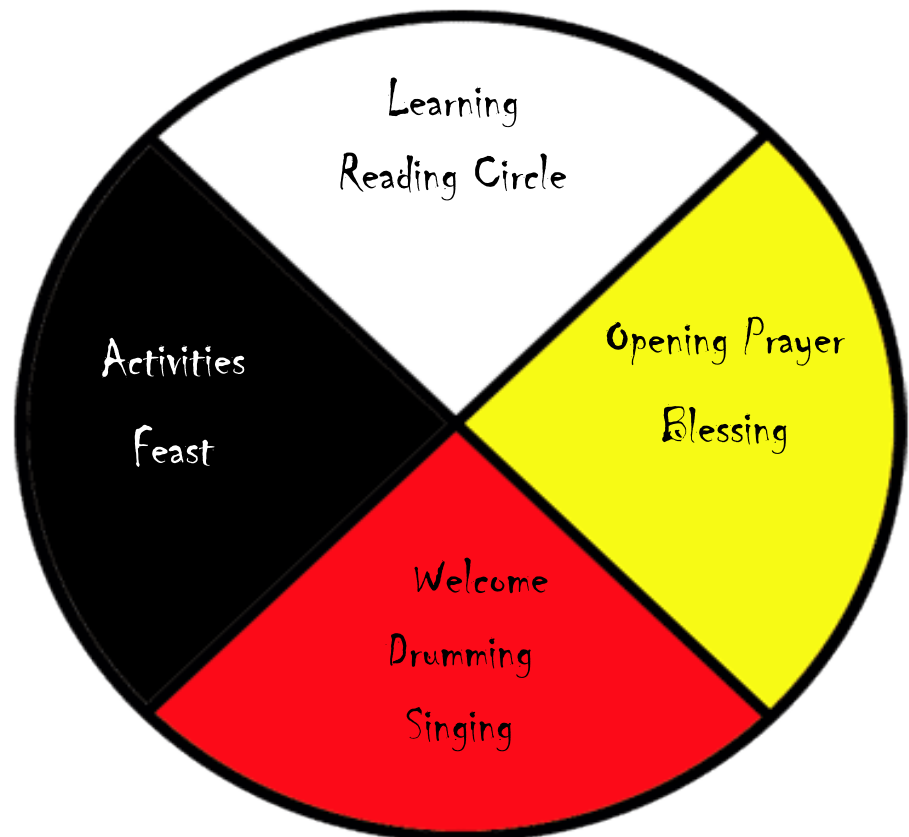 Learning
Reading Circle
Opening Prayer
Blessing
Activities
Feast
Welcome
Drumming
Singing